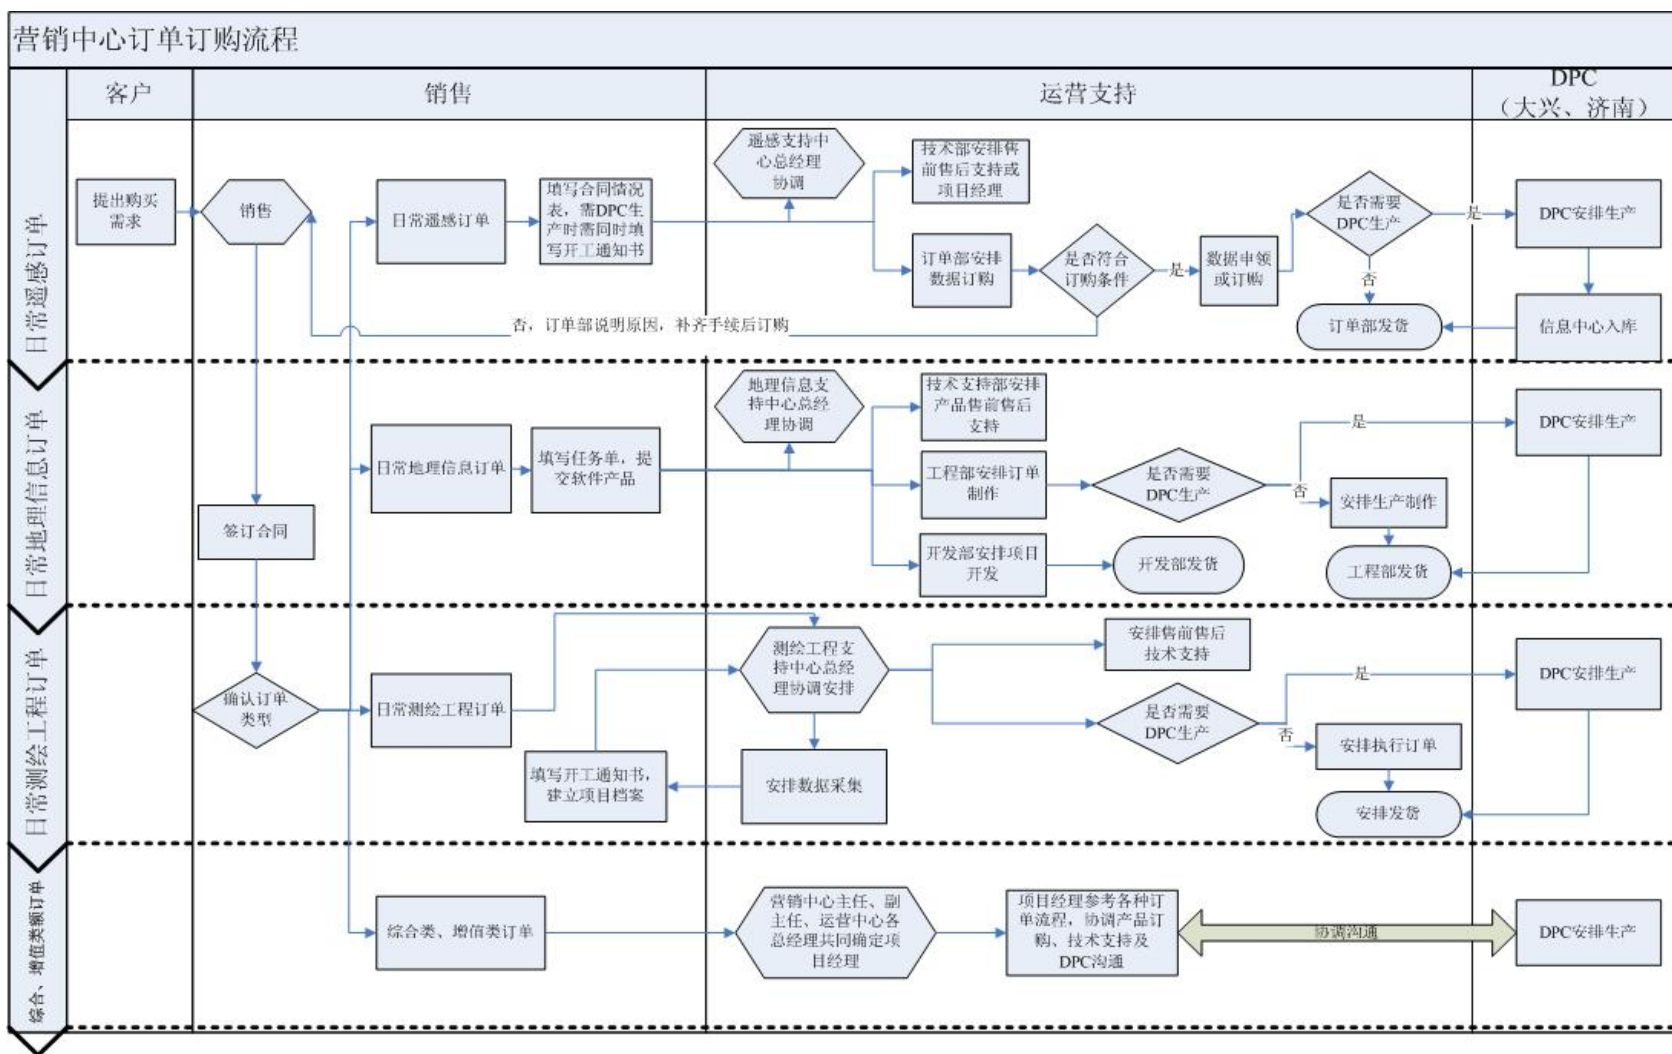 营销中心订单订购流程
客户
销售
运营支持
DPC
（大兴、济南）
日常遥感订单
提出购买
需求
销售
日常遥感订单
填写合同情况
表，需DPC生
产时需同时填
写开工通知书
遥感支持中
心总经理
协调
技术部安排售
前售后支持或
项目经理
订单部安排
数据订购
是否符合
订购条件
是
数据申领
或订购
是否需要
DPC生产
是
否
DPC安排生产
订单部发货
信息中心入库
否，订单部说明原因，补齐手续后订购
日常地理信息订单
签订合同
日常地理信息订单
填写任务单，提
交软件产品
地理信息支
持中心总经
理协调
技术支持部安排
产品售前售后
支持
工程部安排订单
制作
开发部安排项目
开发
开发部发货
是否需要
DPC生产
是
否
安排生产制作
工程部发货
DPC安排生产
日常测绘工程订单
确认订单
类型
日常测绘工程订单
填写开工通知书，
建立项目档案
测绘工程支
持中心总经
理协调安排
安排数据采集
安排售前售后
技术支持
是否需要
DPC生产
是
否
安排执行订单
安排发货
DPC安排生产
综合、增值类额订单
综合类、增值类订单
营销中心主任、副
主任、运营中心各
总经理共同确定项
目经理
项目经理参考各种订
单流程，协调产品订
购、技术支持及
DPC沟通
协调沟通
DPC安排生产